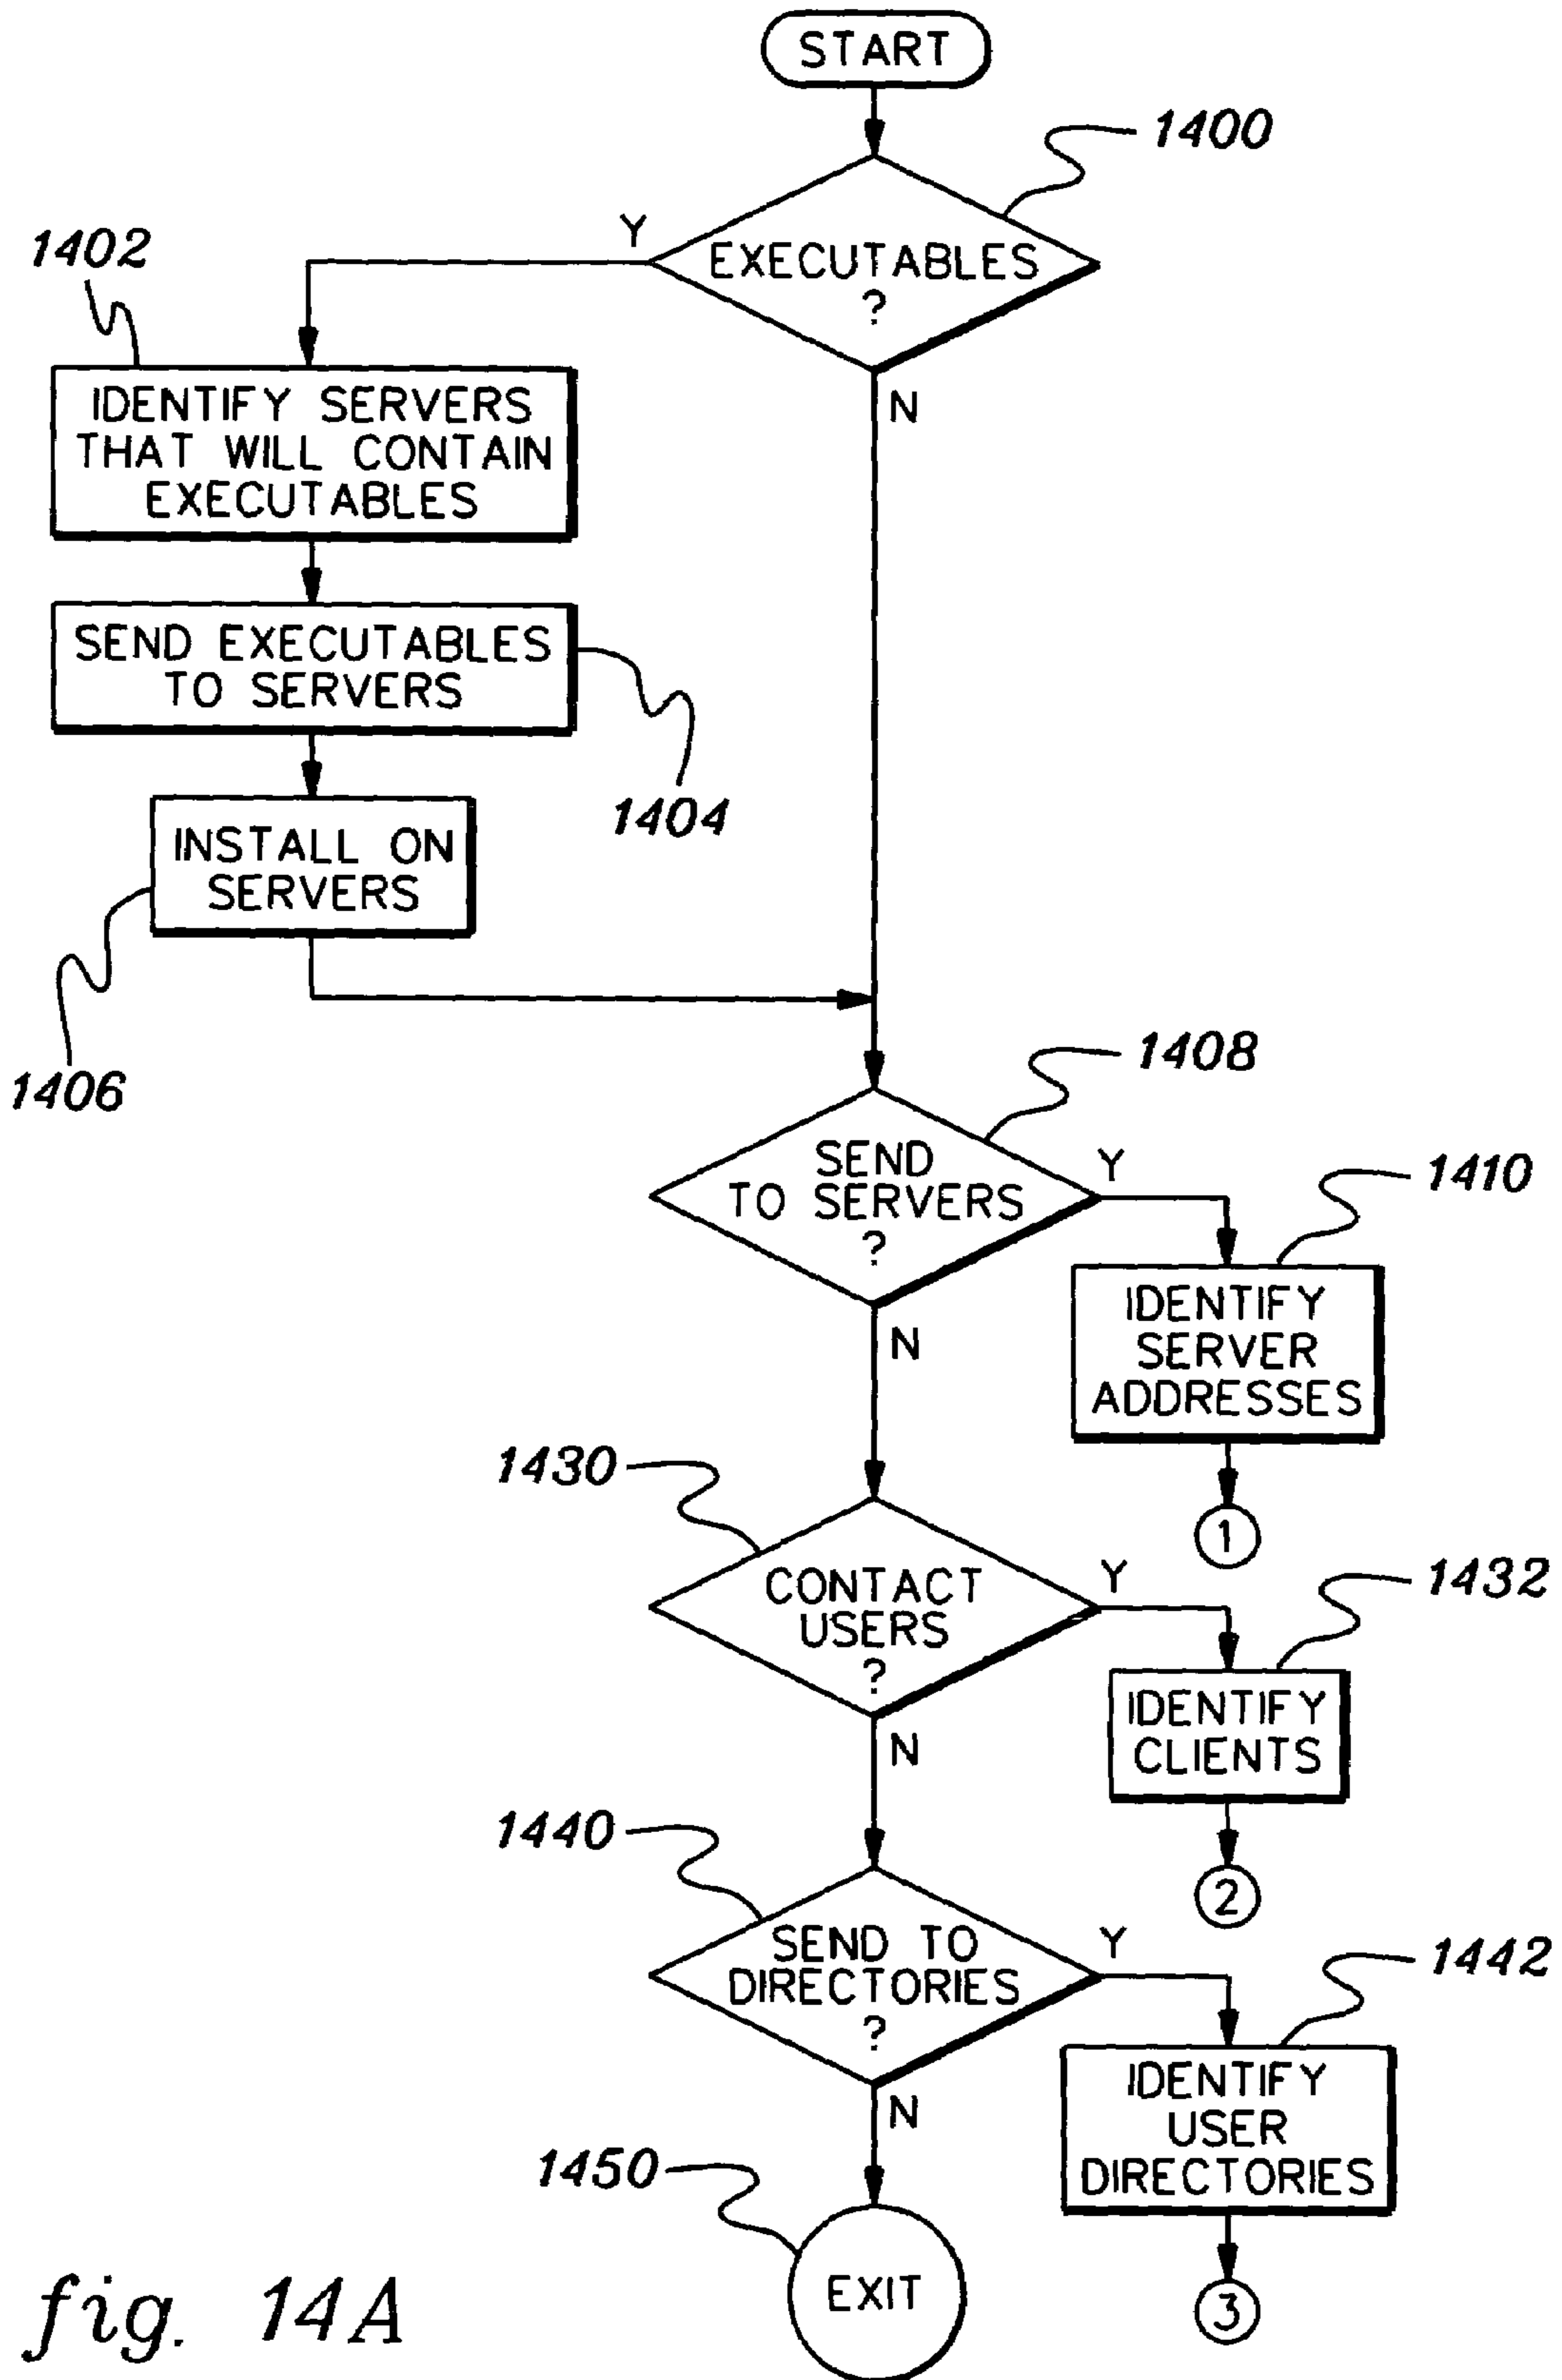 START
1400
EXECUTABLES
?
Y
N
1402
IDENTIFY SERVERS
THAT WILL CONTAIN
EXECUTABLES
SEND EXECUTABLES
TO SERVERS
1404
INSTALL ON
SERVERS
1406
1408
SEND
TO SERVERS
?
Y
N
1410
IDENTIFY
SERVER
ADDRESSES
1
1430
CONTACT
USERS
?
Y
N
1432
IDENTIFY
CLIENTS
2
1440
SEND TO
DIRECTORIES
?
Y
N
1442
IDENTIFY
USER
DIRECTORIES
3
1450
EXIT
fig. 14A